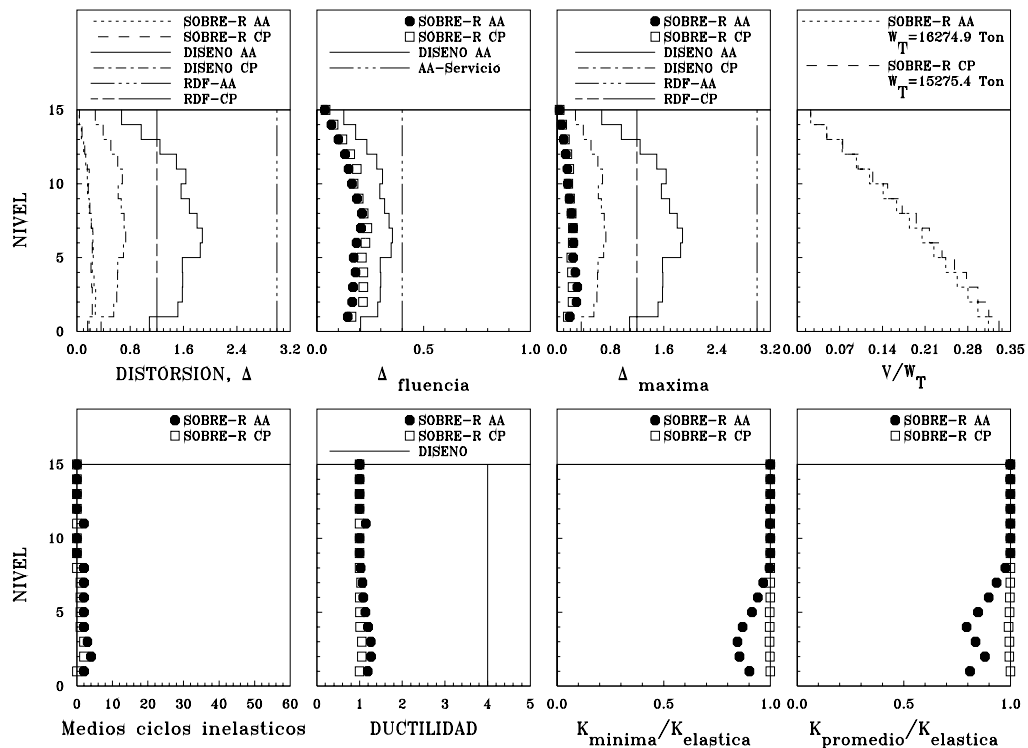 SOBRE-R AA
SOBRE-R CP
DISENO AA
DISENO CP
RDF-AA
RDF-CP
NIVEL
15
10
5
0
0.0 0.8 1.6 2.4 3.2
DISTORSION, Δ
SOBRE-R AA
SOBRE-R CP
DISENO AA
AA-Servicio
0.0 0.5 1.0
Δ fluencia
SOBRE-R AA
SOBRE-R CP
DISENO AA
DISENO CP
RDF-AA
RDF-CP
0.0 0.8 1.6 2.4 3.2
Δ maxima
SOBRE-R AA
W_T=16274.9 Ton
SOBRE-R CP
W_T=15275.4 Ton
0.00 0.07 0.14 0.21 0.28 0.35
V/W_T
SOBRE-R AA
SOBRE-R CP
NIVEL
15
10
5
0
0 20 40 60
Medios ciclos inelasticos
SOBRE-R AA
SOBRE-R CP
DISENO
0 1 2 3 4 5
DUCTILIDAD
SOBRE-R AA
SOBRE-R CP
0.0 0.5 1.0
K_minima/K_elastica
SOBRE-R AA
SOBRE-R CP
0.0 0.5 1.0
K_promedio/K_elastica